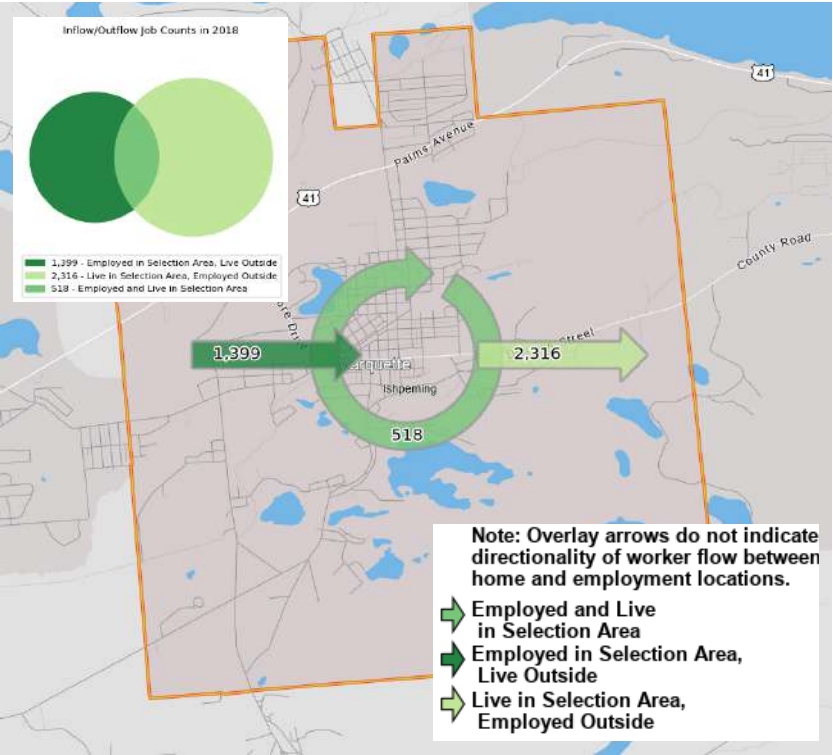 Inflow/Outflow Job Counts in 2018
1,399 - Employed in Selection Area, Live Outside
2,316 - Live in Selection Area, Employed Outside
518 - Employed and Live in Selection Area
41
Palms Avenue
41
County Road
Drive
Street
1,399
2,316
Ishpeming
518
Note: Overlay arrows do not indicate
directionality of worker flow between
home and employment locations.
Employed and Live
in Selection Area
Employed in Selection Area,
Live Outside
Live in Selection Area,
Employed Outside